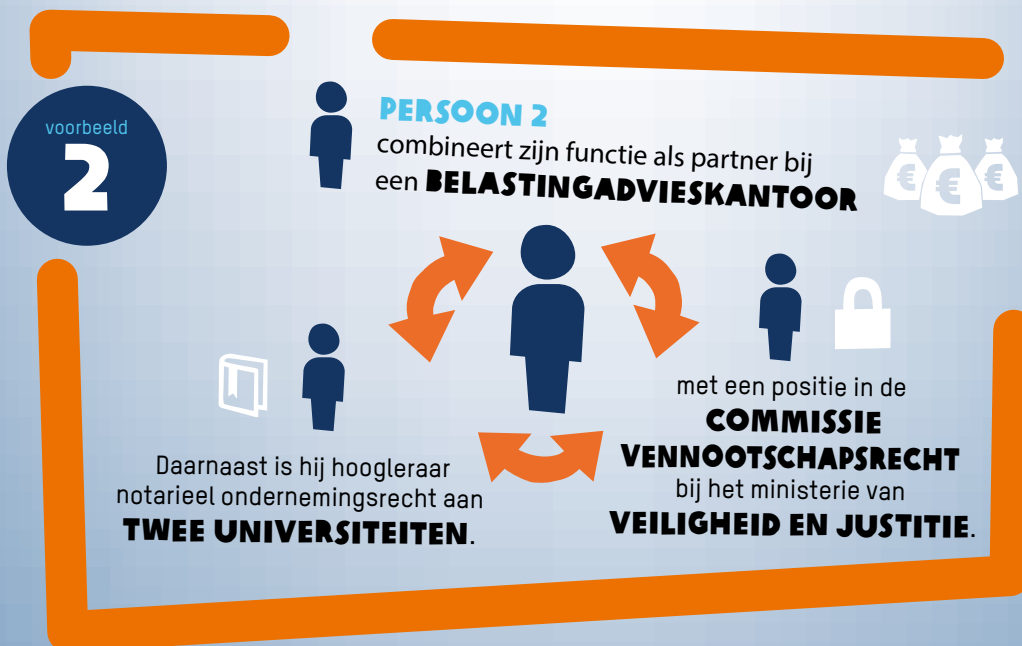 voorbeeld
2
PERSOON 2
combineert zijn functie als partner bij
een BELASTINGADVIESKANTOOR
€ € €
met een positie in de
COMMISSIE
VENNOOTSCHAPSRECHT
bij het ministerie van
VEILIGHEID EN JUSTITIE.
Daarnaast is hij hoogleraar
notarieel ondernemingsrecht aan
TWEE UNIVERSITEITEN.